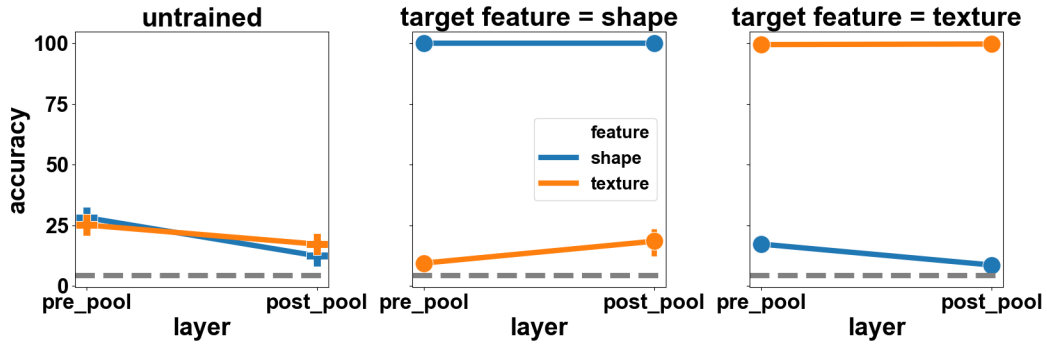 untrained
target feature = shape
target feature = texture
accuracy
100
75
50
25
0
feature
shape
texture
pre_pool
post_pool
pre_pool
post_pool
pre_pool
post_pool
layer
layer
layer